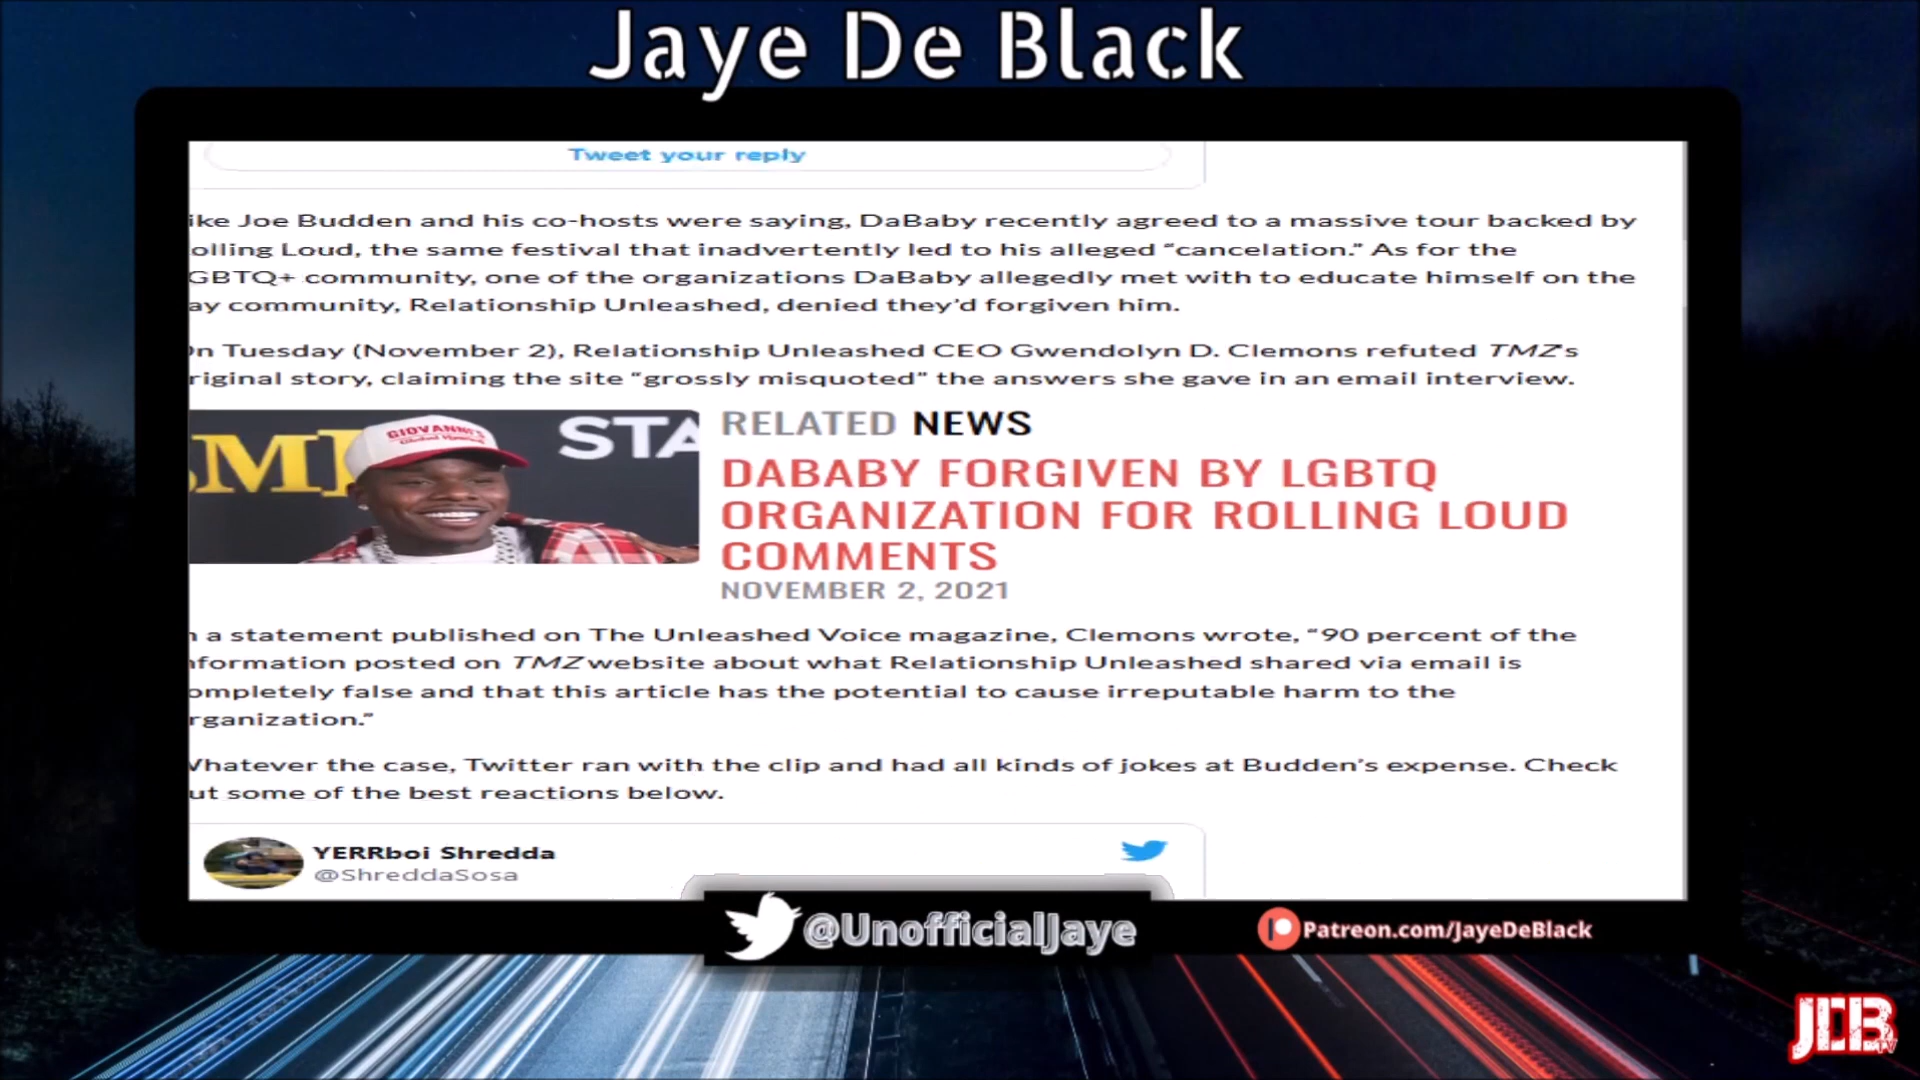 Jaye De Black
Tweet your reply
ike Joe Budden and his co-hosts were saying, DaBaby recently agreed to a massive tour backed by
olling Loud, the same festival that inadvertently led to his alleged “cancelation.” As for the
GBTQ+ community, one of the organizations DaBaby allegedly met with to educate himself on the
ay community, Relationship Unleashed, denied they’d forgiven him.
n Tuesday (November 2), Relationship Unleashed CEO Gwendolyn D. Clemons refuted TMZ’s
riginal story, claiming the site “grossly misquoted” the answers she gave in an email interview.
GIOVANNI'S
STA
RELATED NEWS
DABABY FORGIVEN BY LGBTQ
ORGANIZATION FOR ROLLING LOUD
COMMENTS
NOVEMBER 2, 2021
n a statement published on The Unleashed Voice magazine, Clemons wrote, “90 percent of the
nformation posted on TMZ website about what Relationship Unleashed shared via email is
ompletely false and that this article has the potential to cause irreputable harm to the
rganization.”
Whatever the case, Twitter ran with the clip and had all kinds of jokes at Budden’s expense. Check
ut some of the best reactions below.
YERRboi Shredda
@ShreddaSosa
@UnofficialJaye
Patreon.com/JayeDeBlack
JDB TV